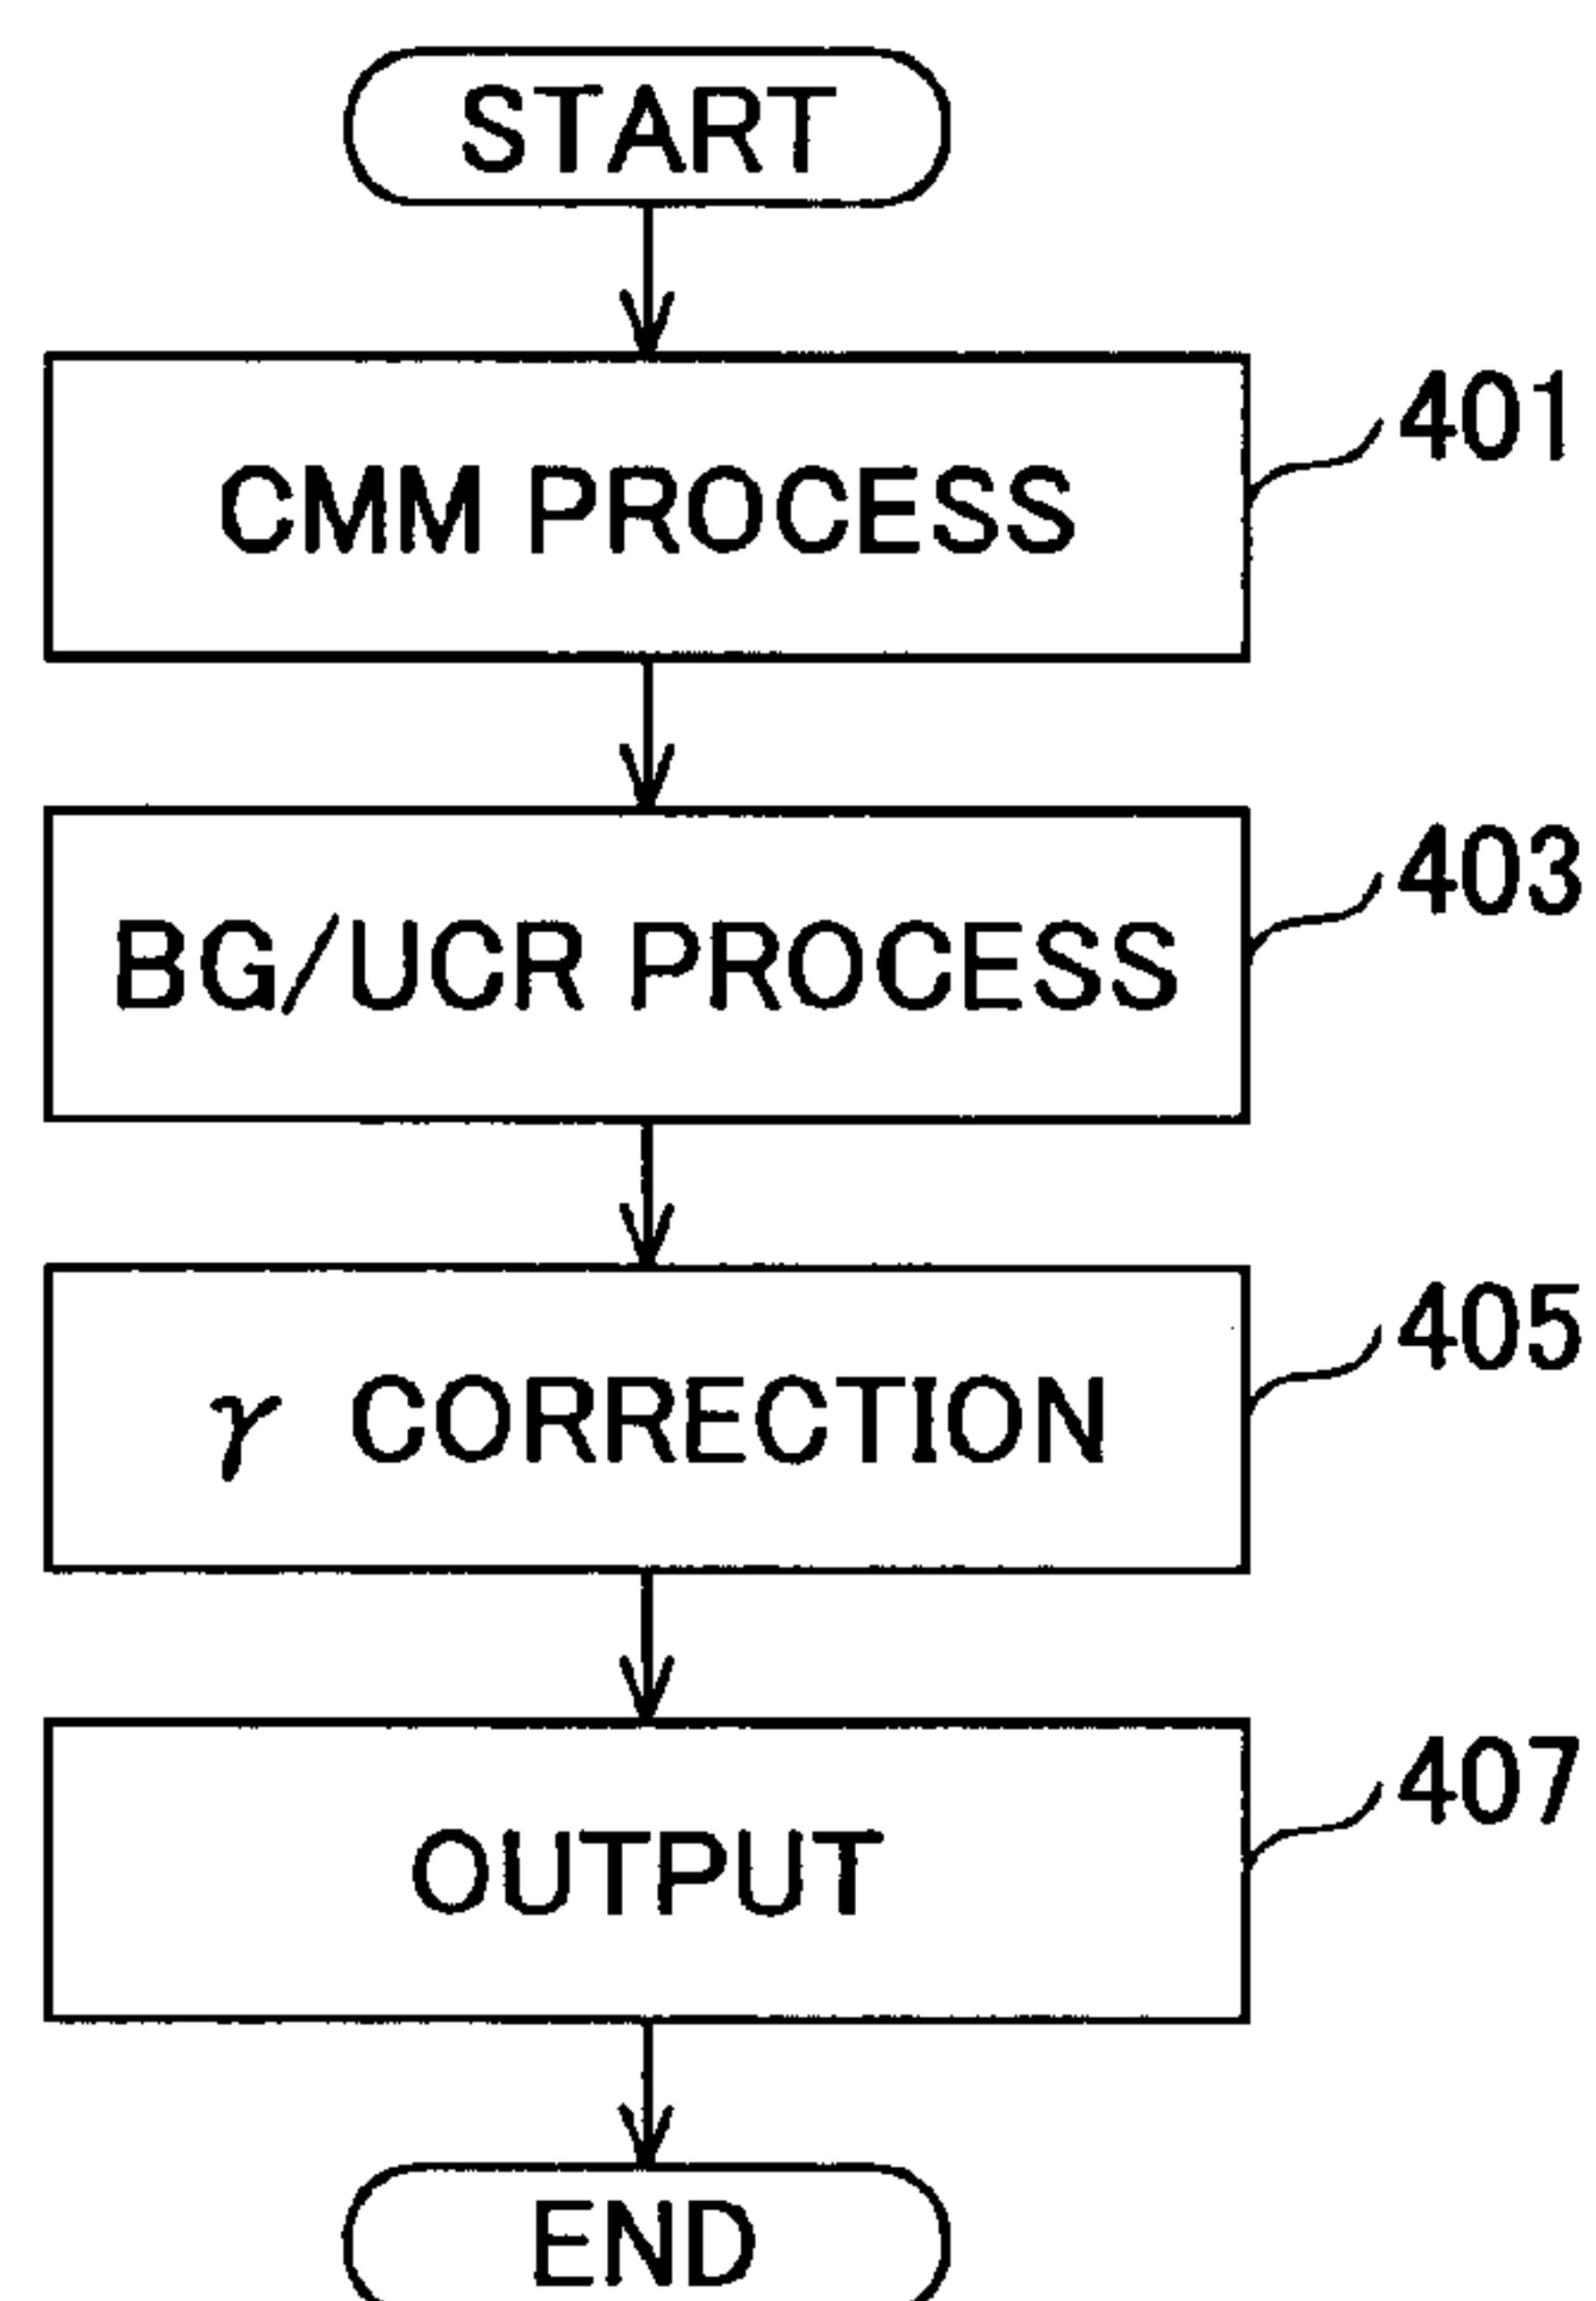 START
401
CMM PROCESS
403
BG/UCR PROCESS
405
γ CORRECTION
407
OUTPUT
END